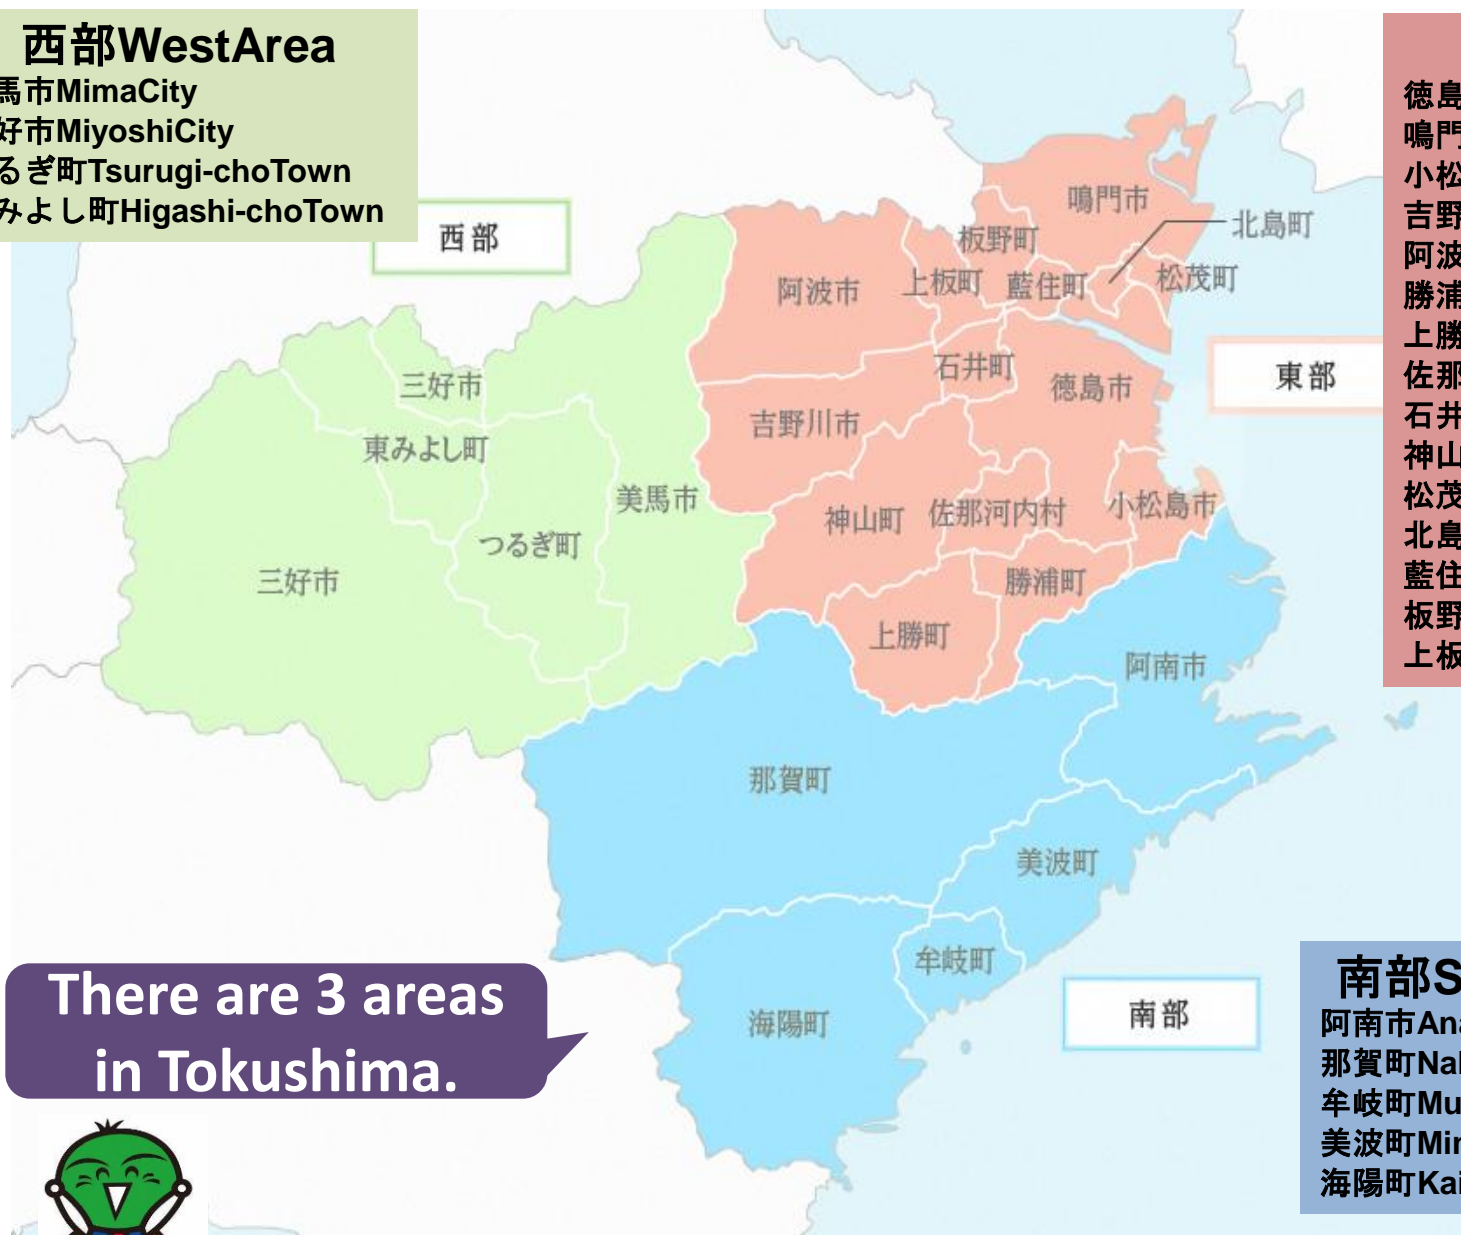 西部WestArea
馬市MimaCity
好市MiyoshiCity
るぎ町Tsurugi-choTown
みよし町Higashi-choTown
西部
鳴門市
北島町
板野町
阿波市
上板町
藍住町
松茂町
石井町
徳島市
東部
三好市
吉野川市
東みよし町
美馬市
神山町
佐那河内村
小松島市
つるぎ町
三好市
勝浦町
上勝町
阿南市
那賀町
美波町
牟岐町
海陽町
南部
徳島
鳴門
小松
吉野
阿波
勝浦
上勝
佐那
石井
神山
松茂
北島
藍住
板野
上板
南部S
阿南市Ana
那賀町Na
牟岐町Mu
美波町Min
海陽町Kai
There are 3 areas
in Tokushima.